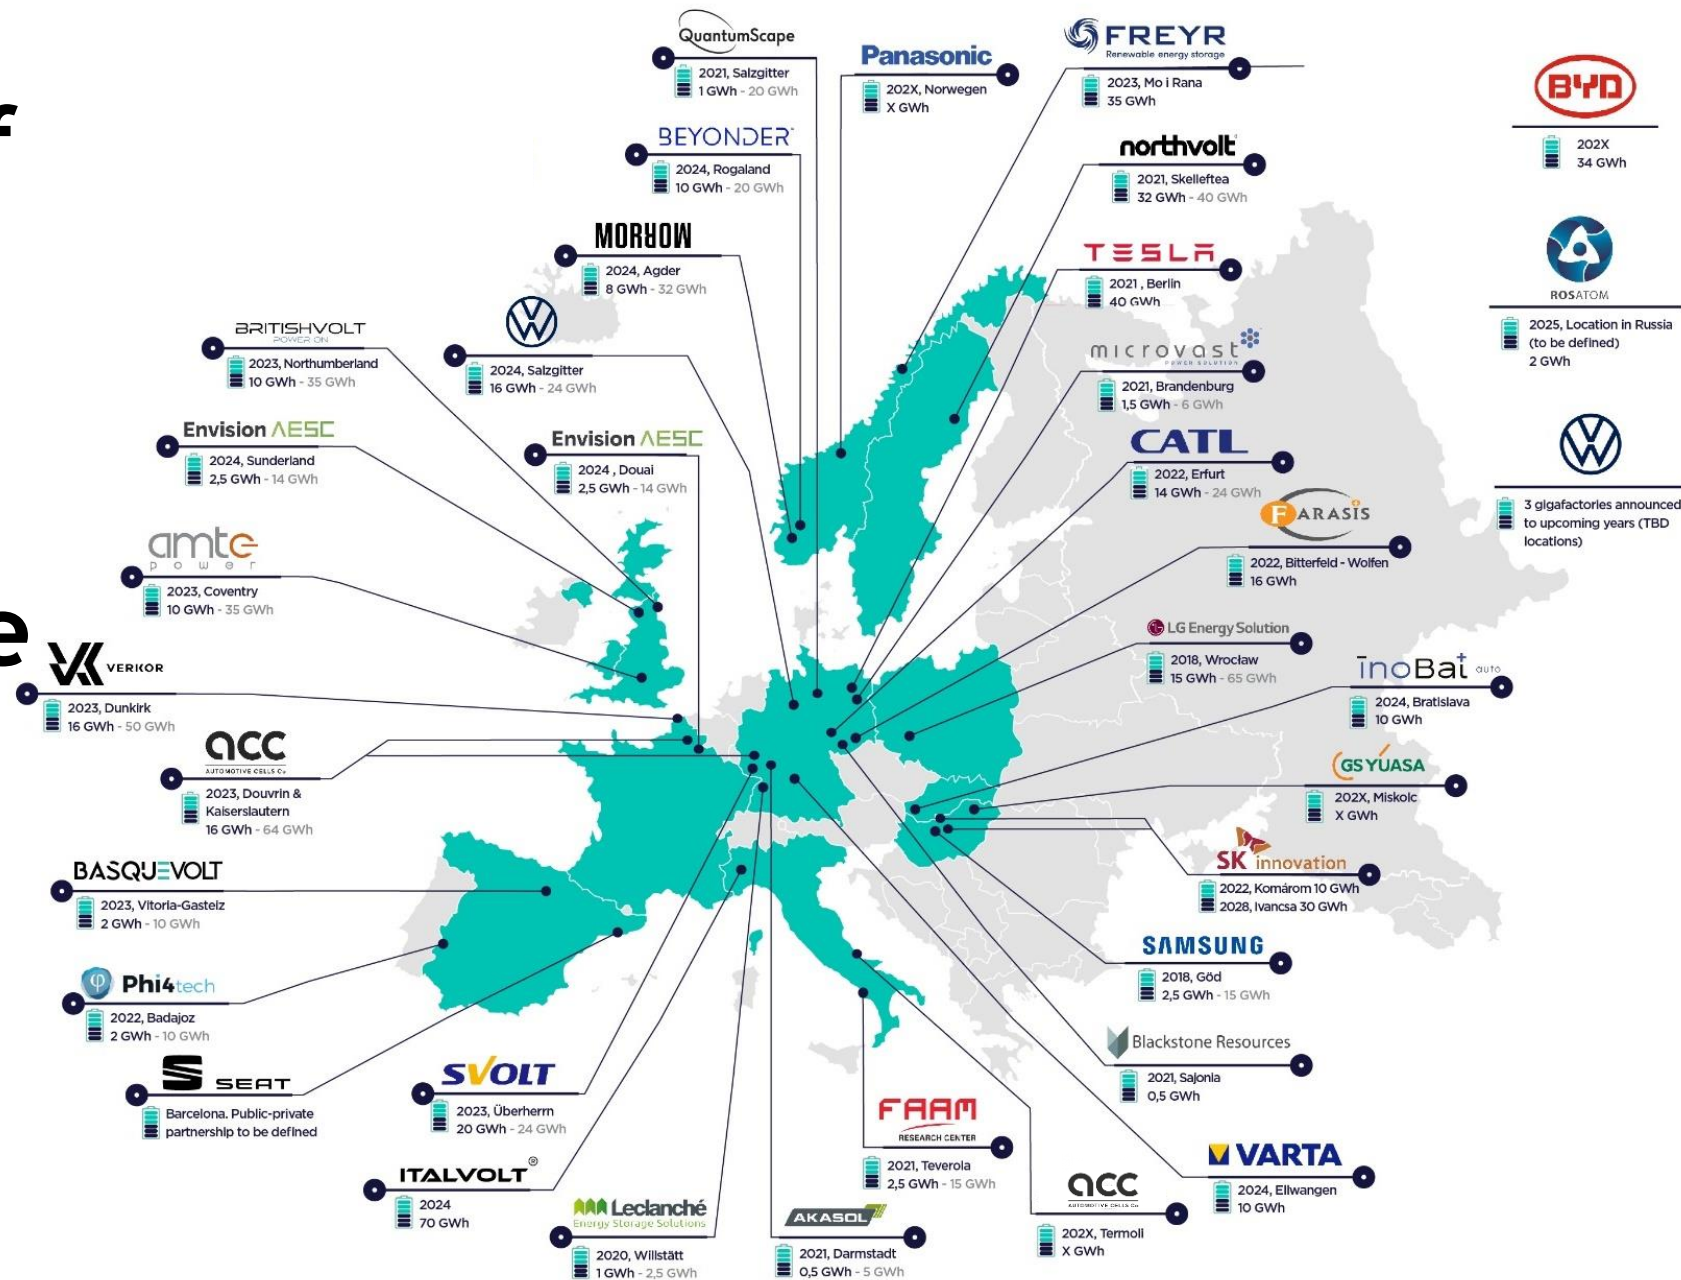 f
e
QuantumScape
2021, Salzgitter
1 GWh - 20 GWh
Panasonic
202X, Norwegen
X GWh
FREYR
Renewable energy storage
2023, Mo i Rana
35 GWh
BYD
202X
34 GWh
BEYONDER
2024, Rogaland
10 GWh - 20 GWh
northvolt
2021, Skelleftea
32 GWh - 40 GWh
MORROW
2024, Agder
8 GWh - 32 GWh
TESLA
2021 , Berlin
40 GWh
ROSATOM
2025, Location in Russia
(to be defined)
2 GWh
BRITISHVOLT
POWER ON
2023, Northumberland
10 GWh - 35 GWh
VW
2024, Salzgitter
16 GWh - 24 GWh
microvast
POWER SOLUTION
2021, Brandenburg
1,5 GWh - 6 GWh
VW
3 gigafactories announced
to upcoming years (TBD
locations)
Envision AESC
2024, Sunderland
2,5 GWh - 14 GWh
Envision AESC
2024 , Douai
2,5 GWh - 14 GWh
CATL
2022, Erfurt
14 GWh - 24 GWh
FARASIS
2022, Bitterfeld - Wolfen
16 GWh
amte
power
2023, Coventry
10 GWh - 35 GWh
LG Energy Solution
2018, Wrocław
15 GWh - 65 GWh
VERKOR
2023, Dunkirk
16 GWh - 50 GWh
inoBat auto
2024, Bratislava
10 GWh
acc
AUTOMOTIVE CELLS Co
2023, Douvrin &
Kaiserslautern
16 GWh - 64 GWh
GS YUASA
202X, Miskolc
X GWh
BASQUEVOLT
2023, Vitoria-Gasteiz
2 GWh - 10 GWh
SK innovation
2022, Komárom 10 GWh
2028, Ivancsa 30 GWh
Phi4tech
2022, Badajoz
2 GWh - 10 GWh
SAMSUNG
2018, Göd
2,5 GWh - 15 GWh
SEAT
Barcelona. Public-private
partnership to be defined
SVOLT
2023, Überherrn
20 GWh - 24 GWh
Blackstone Resources
2021, Sajonia
0,5 GWh
FAAM
RESEARCH CENTER
2021, Teverola
2,5 GWh - 15 GWh
ITALVOLT®
2024
70 GWh
VARTA
2024, Ellwangen
10 GWh
Leclanché
Energy Storage Solutions
2020, Willstätt
1 GWh - 2,5 GWh
AKASOL
2021, Darmstadt
0,5 GWh - 5 GWh
acc
AUTOMOTIVE CELLS Co
202X, Termoli
X GWh